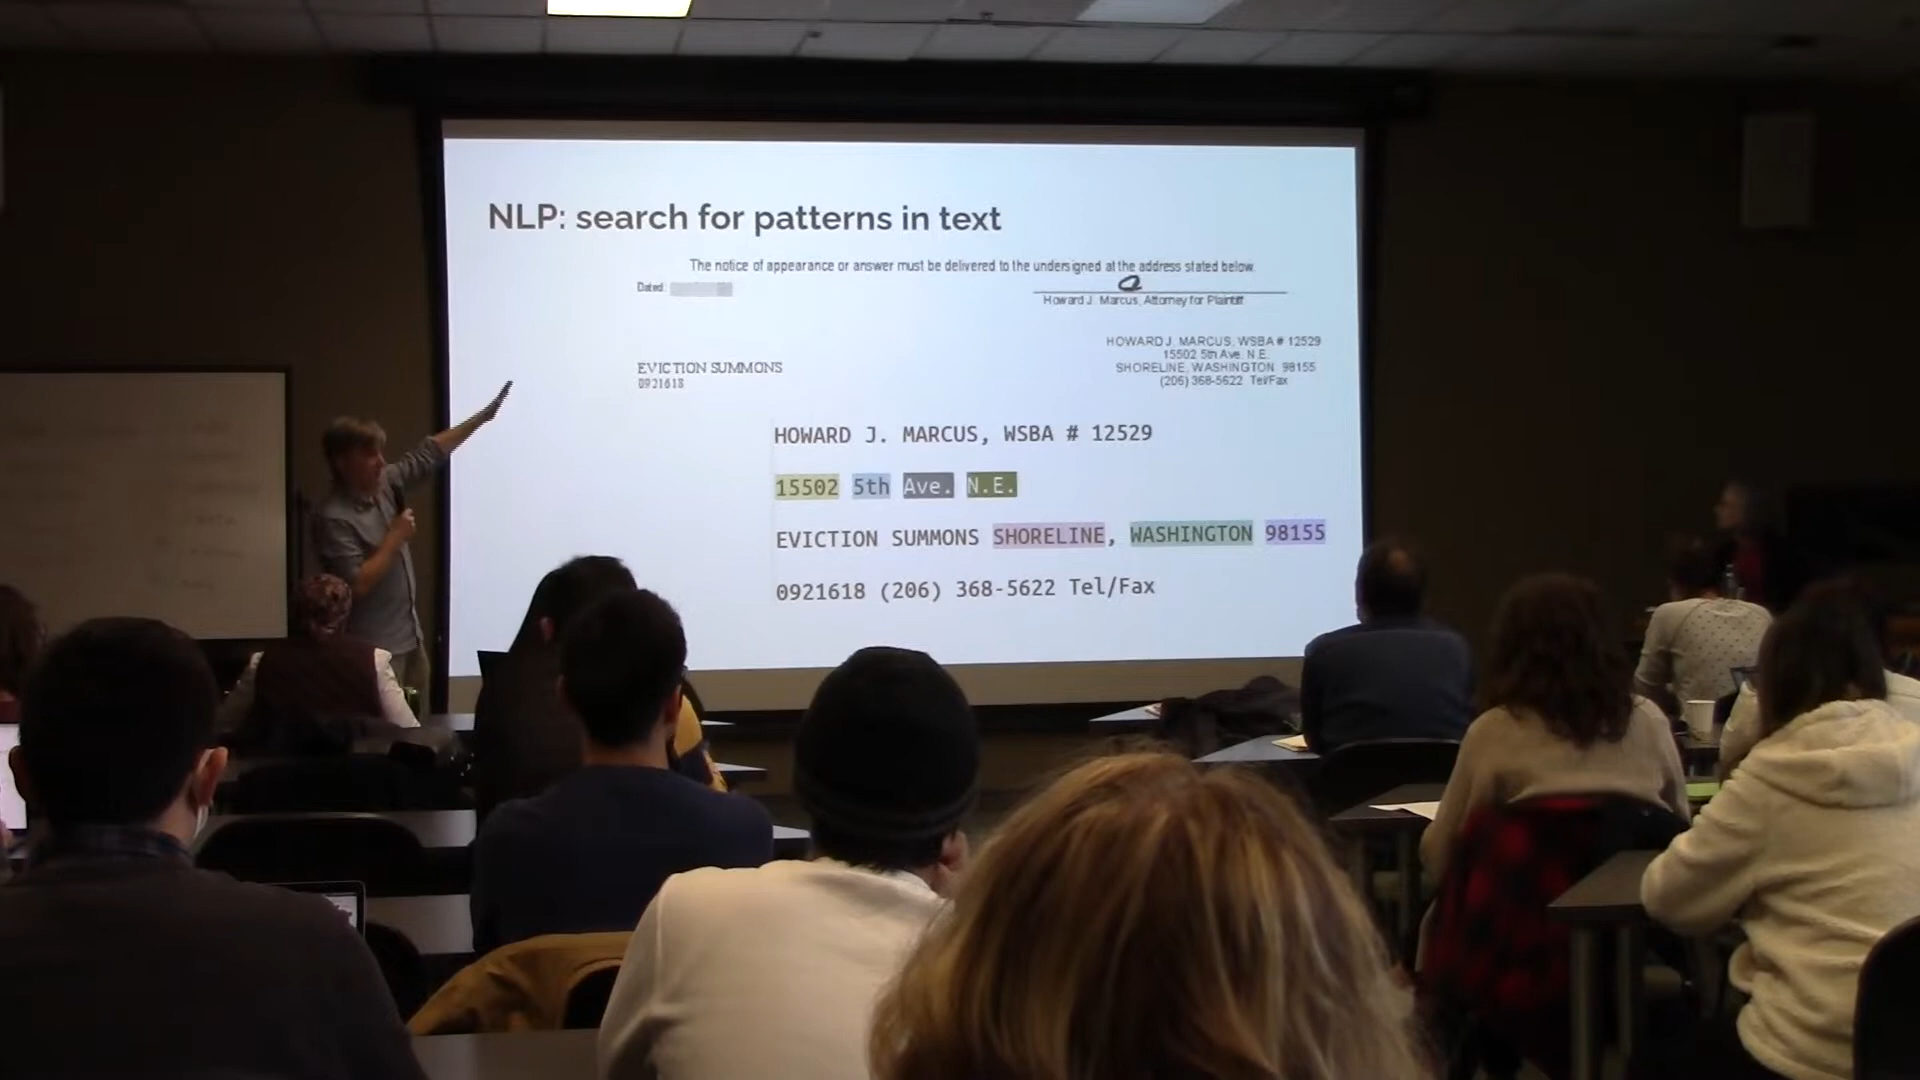 NLP: search for patterns in text
The notice of appearance or answer must be delivered to the undersigned at the address stated below.
Dated:
Howard J. Marcus, Attorney for Plaintiff
HOWARD J. MARCUS, WSBA # 12529
15502 5th Ave. N.E.
SHORELINE, WASHINGTON 98155
(206) 368-5622 Tel/Fax
EVICTION SUMMONS
0921618
HOWARD J. MARCUS, WSBA # 12529
15502 5th Ave. N.E.
EVICTION SUMMONS SHORELINE, WASHINGTON 98155
0921618 (206) 368-5622 Tel/Fax